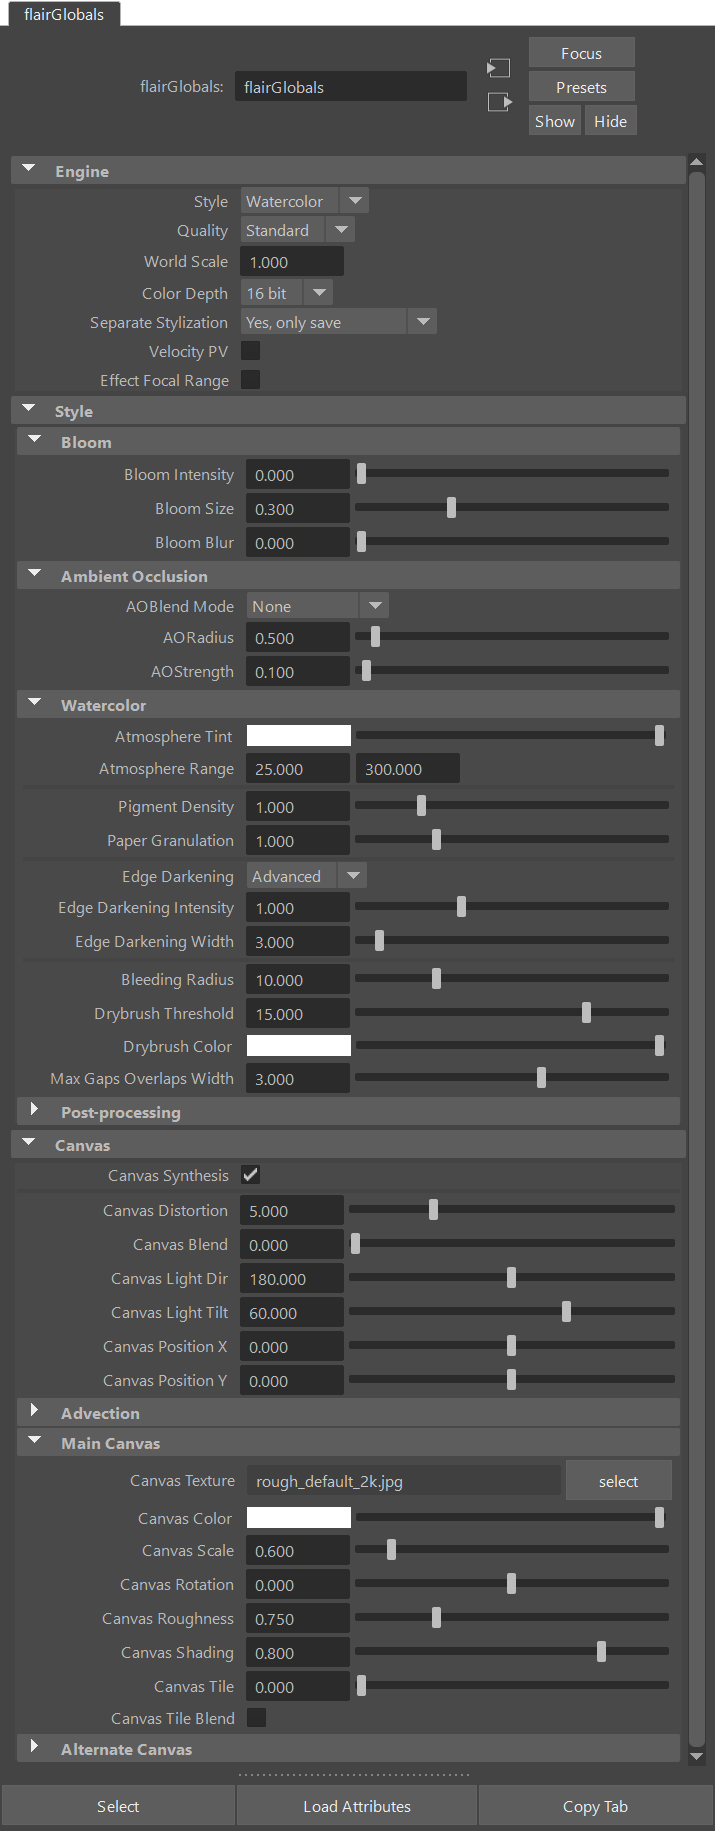 flairGlobals
flairGlobals: flairGlobals
Focus
Presets
Show Hide
Engine
Style Watercolor
Quality Standard
World Scale 1.000
Color Depth 16 bit
Separate Stylization Yes, only save
Velocity PV
Effect Focal Range
Style
Bloom
Bloom Intensity 0.000
Bloom Size 0.300
Bloom Blur 0.000
Ambient Occlusion
AOBlend Mode None
AORadius 0.500
AOStrength 0.100
Watercolor
Atmosphere Tint
Atmosphere Range 25.000 300.000
Pigment Density 1.000
Paper Granulation 1.000
Edge Darkening Advanced
Edge Darkening Intensity 1.000
Edge Darkening Width 3.000
Bleeding Radius 10.000
Drybrush Threshold 15.000
Drybrush Color
Max Gaps Overlaps Width 3.000
Post-processing
Canvas
Canvas Synthesis
Canvas Distortion 5.000
Canvas Blend 0.000
Canvas Light Dir 180.000
Canvas Light Tilt 60.000
Canvas Position X 0.000
Canvas Position Y 0.000
Advection
Main Canvas
Canvas Texture rough_default_2k.jpg select
Canvas Color
Canvas Scale 0.600
Canvas Rotation 0.000
Canvas Roughness 0.750
Canvas Shading 0.800
Canvas Tile 0.000
Canvas Tile Blend
Alternate Canvas
Select Load Attributes Copy Tab